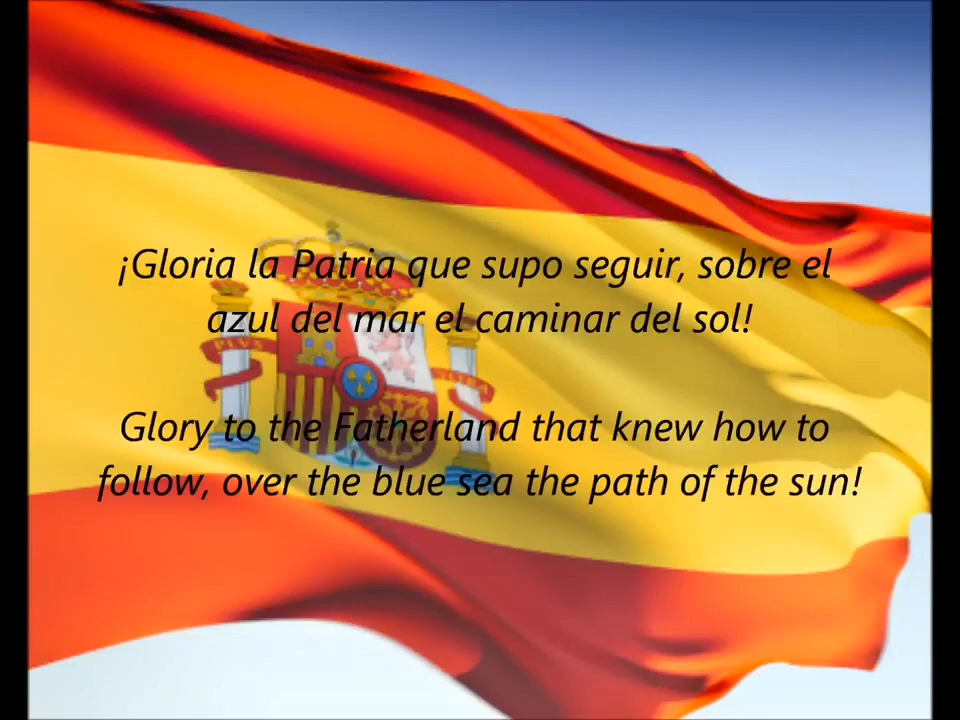 ¡Gloria la Patria que supo seguir, sobre el
azul del mar el caminar del sol!
PLVS
Glory to the Fatherland that knew how to
follow, over the blue sea the path of the sun!